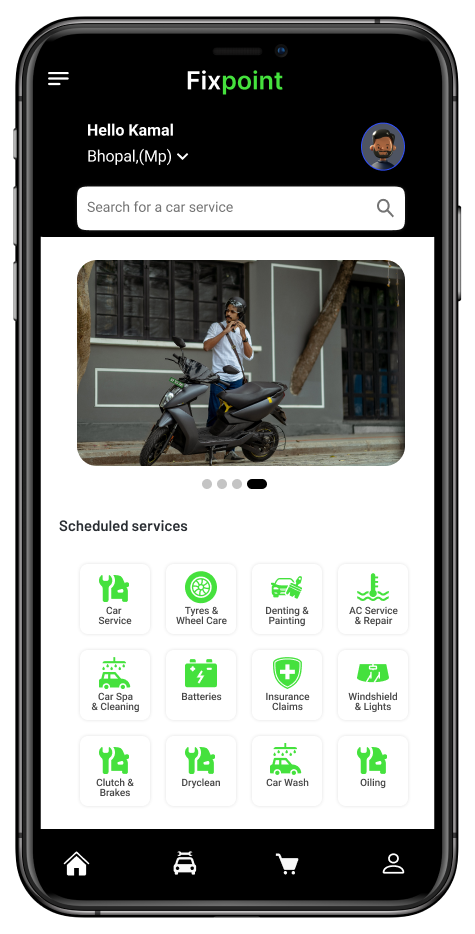 Fixpoint
Hello Kamal
Bhopal,(Mp)
Search for a car service
Scheduled services
Car
Service
Tyres &
Wheel Care
Denting &
Painting
AC Service
& Repair
Car Spa
& Cleaning
Batteries
Insurance
Claims
Windshield
& Lights
Clutch &
Brakes
Dryclean
Car Wash
Oiling